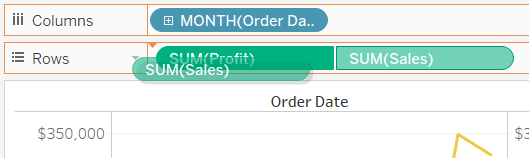 Columns
MONTH(Order Da..
Rows
SUM(Profit)
SUM(Sales)
SUM(Sales)
Order Date
$350,000